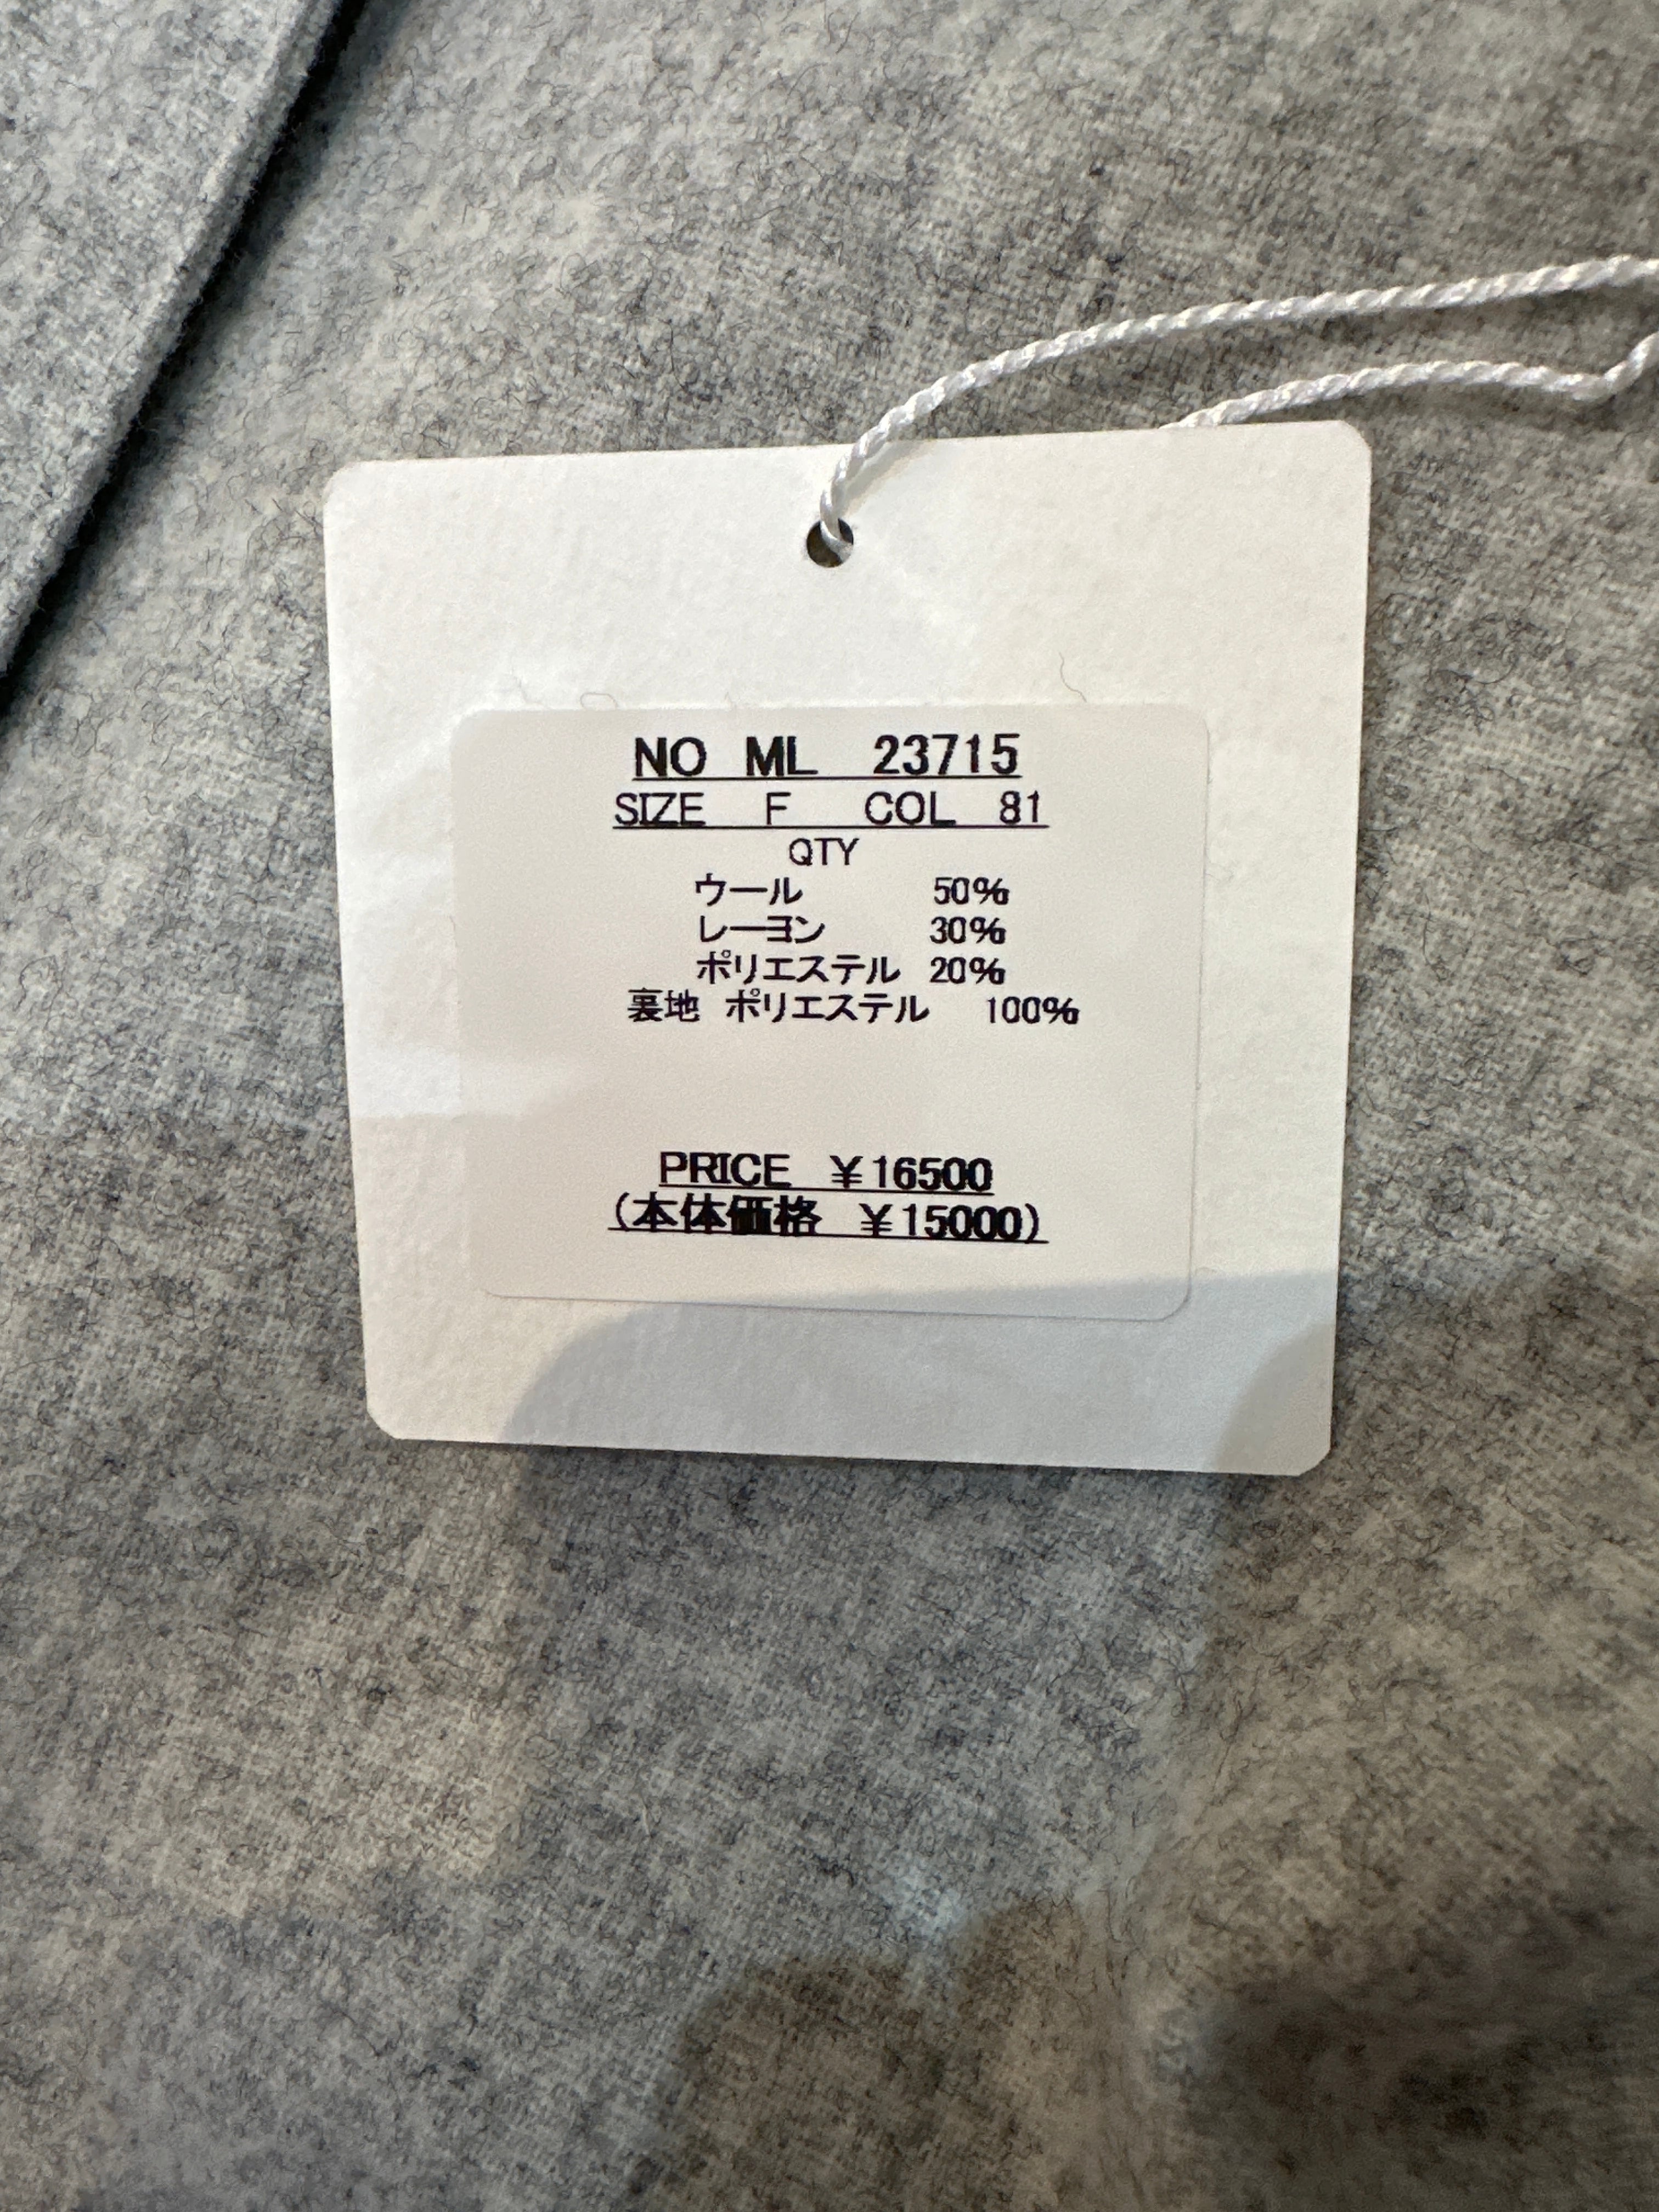 NO ML 23715
SIZE F COL 81
QTY
ウール 50%
レーヨン 30%
ポリエステル 20%
裏地 ポリエステル 100%
PRICE ¥16500
(本体価格 ¥15000)